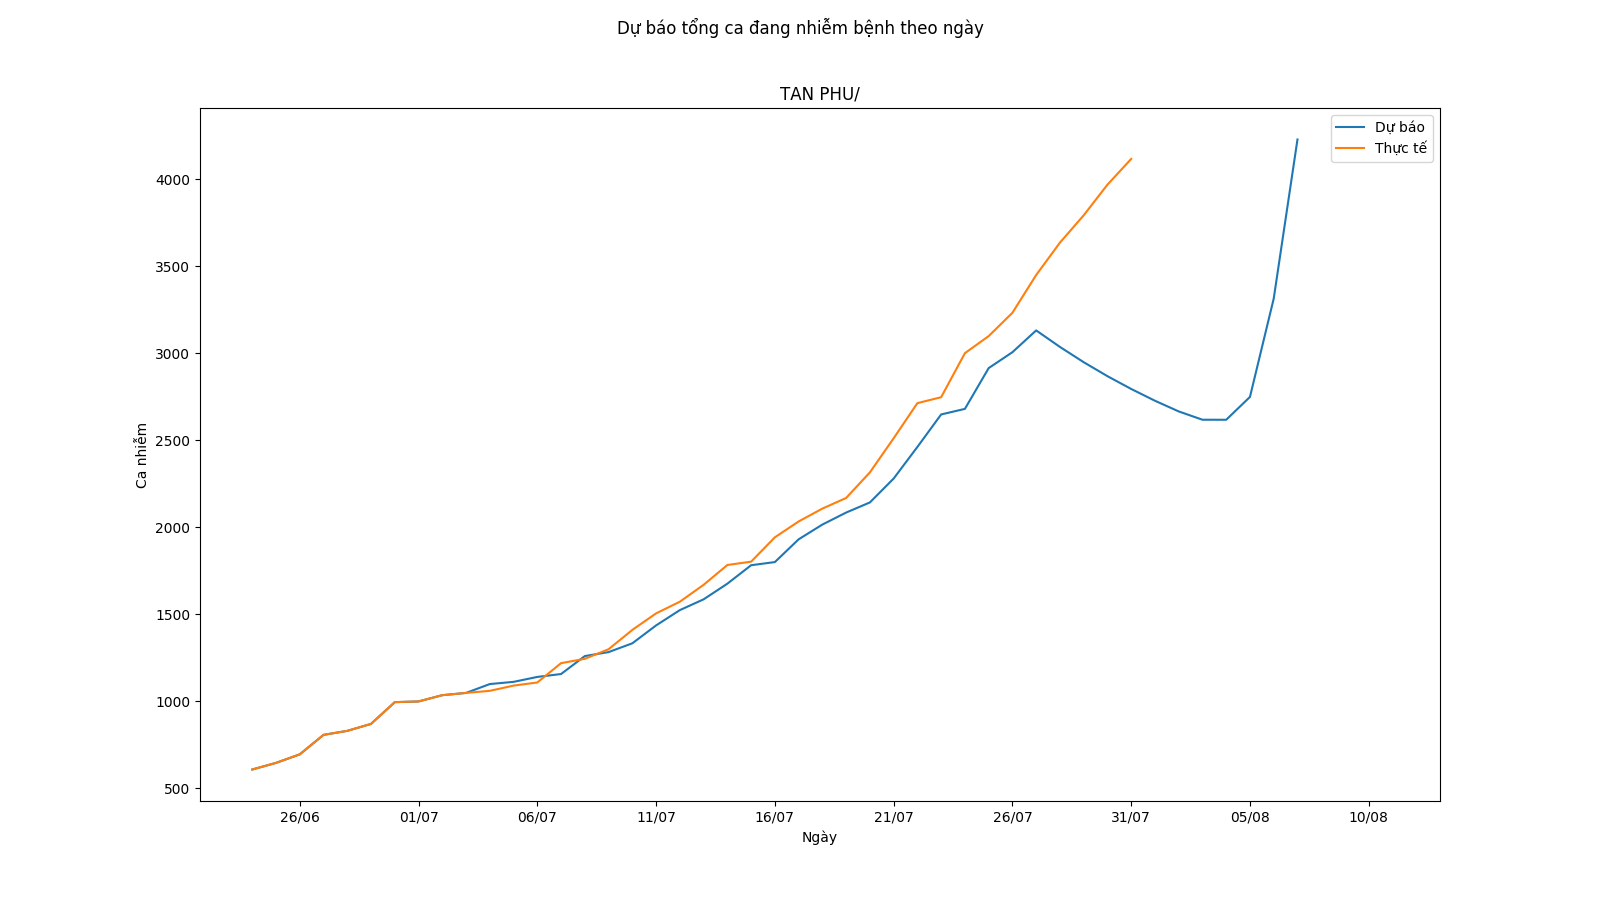 Dự báo tổng ca đang nhiễm bệnh theo ngày
TAN PHU/
Dự báo
Thực tế
4000
3500
3000
2500
2000
1500
1000
500
Ca nhiễm
26/06 01/07 06/07 11/07 16/07 21/07 26/07 31/07 05/08 10/08
Ngày